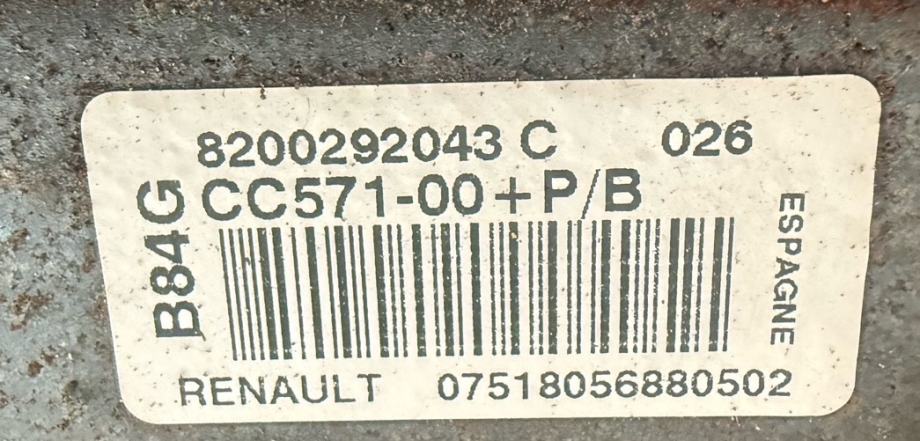 8200292043 C 026
CC571-00+P/B
B84G
ESPAGNE
RENAULT 07518056880502